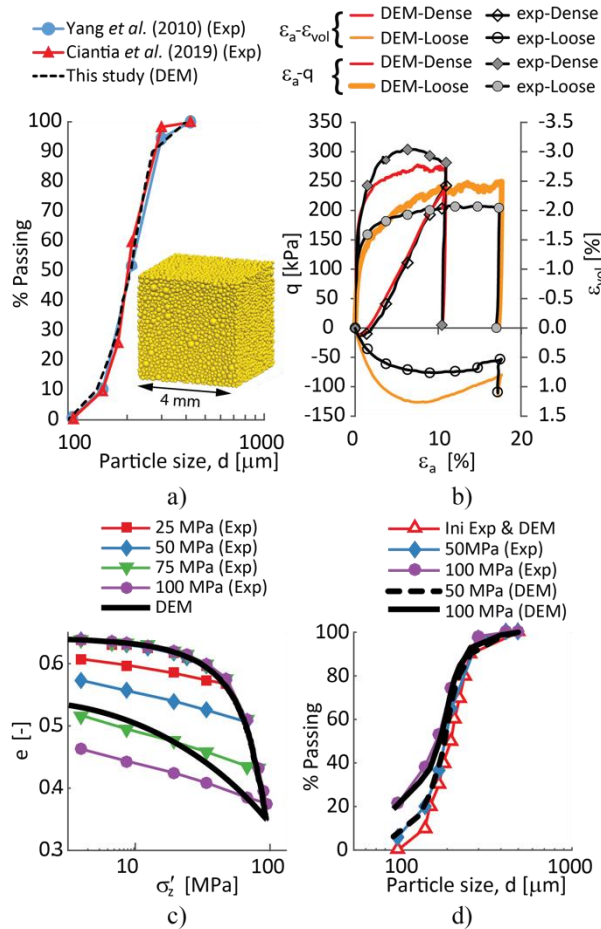 Yang et al. (2010) (Exp)
Ciantia et al. (2019) (Exp)
This study (DEM)
100
90
80
70
60
50
40
30
20
10
0
% Passing
4 mm
100
1000
Particle size, d [μm]
a)
εa-εvol
DEM-Dense
exp-Dense
DEM-Loose
exp-Loose
εa-q
DEM-Dense
exp-Dense
DEM-Loose
exp-Loose
350
300
250
200
150
100
50
0
-50
-100
-150
q [kPa]
-3.5
-3.0
-2.5
-2.0
-1.5
-1.0
-0.5
0.0
0.5
1.0
1.5
εvol [%]
0
10
20
εa [%]
b)
25 MPa (Exp)
50 MPa (Exp)
75 MPa (Exp)
100 MPa (Exp)
DEM
0.6
0.5
0.4
0.3
e [-]
10
100
σ'z [MPa]
c)
Ini Exp & DEM
50MPa (Exp)
100 MPa (Exp)
50 MPa (DEM)
100 MPa (DEM)
100
80
60
40
20
0
% Passing
100
1000
Particle size, d [μm]
d)